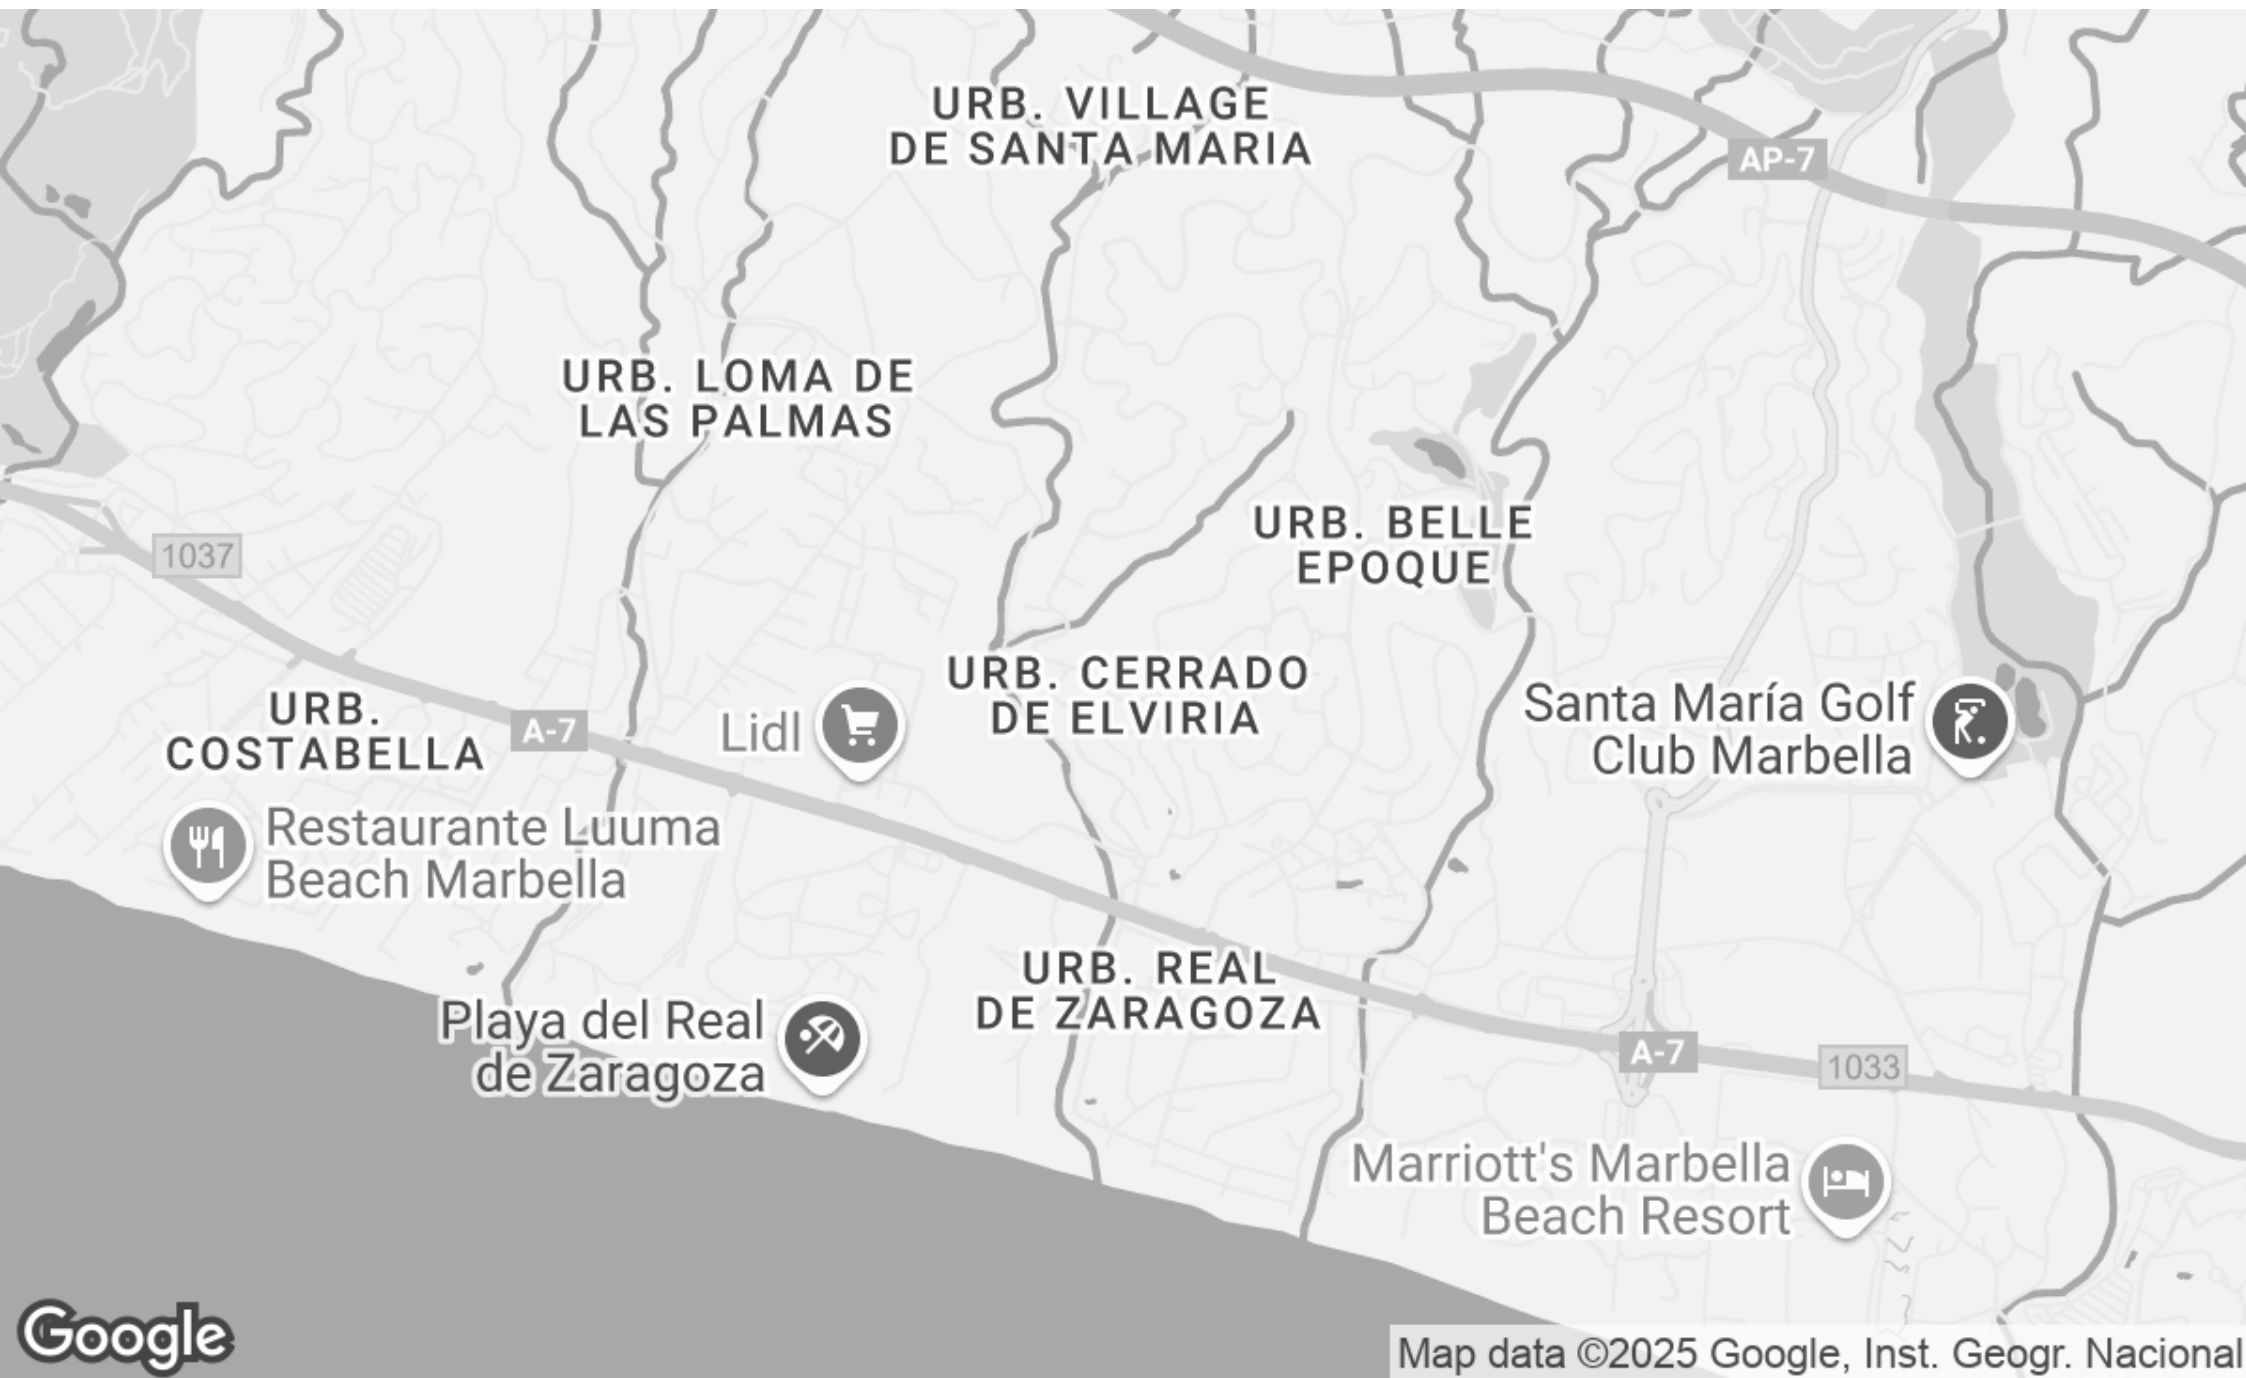 URB. VILLAGE
DE SANTA MARIA
AP-7
URB. LOMA DE
LAS PALMAS
URB. BELLE
EPOQUE
1037
URB. CERRADO
DE ELVIRIA
URB.
COSTABELLA
A-7
Lidl
Santa María Golf
Club Marbella
Restaurante Luuma
Beach Marbella
URB. REAL
DE ZARAGOZA
Playa del Real
de Zaragoza
A-7
1033
Marriott's Marbella
Beach Resort
Google
Map data ©2025 Google, Inst. Geogr. Nacional